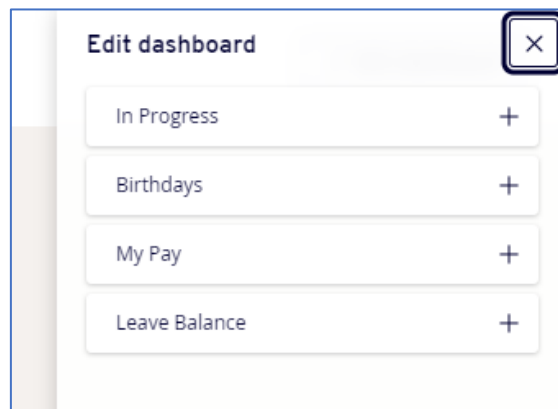 Edit dashboard
In Progress
Birthdays
My Pay
Leave Balance